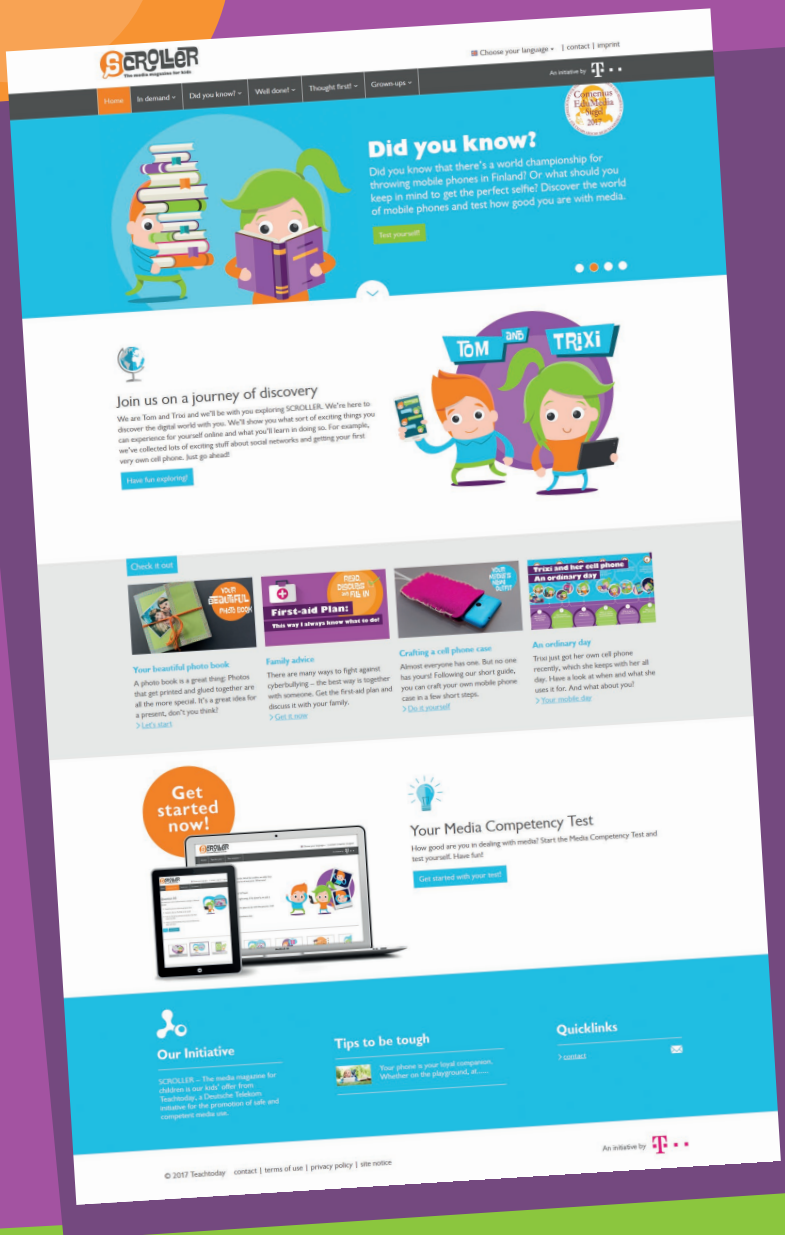 SCROLLER
The media magazine for kids
Choose your language
| contact | imprint
An initiative by T
Home
In demand
Did you know!
Well done!
Thought first!
Grown-ups
Comenius
EduMedia
Siegel
2017
Did you know?
Did you know that there's a world championship for
throwing mobile phones in Finland? Or what should you
keep in mind to get the perfect selfie? Discover the world
of mobile phones and test how good you are with media.
Test yourself!
TOM AND TRIXI
Join us on a journey of discovery
We are Tom and Trixi and we'll be with you exploring SCROLLER. We're here to
discover the digital world with you. We'll show you what sort of exciting things you
can experience for yourself online and what you'll learn in doing so. For example,
we've collected lots of exciting stuff about social networks and getting your first
very own cell phone. Just go ahead!
Have fun exploring!
Check it out
YOUR
BEAUTIFUL
PHOTO BOOK
Your beautiful photo book
A photo book is a great thing: Photos
that get printed and glued together are
all the more special. It's a great idea for
a present, don't you think?
> Let's start
READ,
DISCUSS
AND FILL IN
First-aid Plan:
This way I always know what to do!
Family advice
There are many ways to fight against
cyberbullying – the best way is together
with someone. Get the first-aid plan and
discuss it with your family.
> Get it now
YOUR
OUTFIT
Crafting a cell phone case
Almost everyone has one. But no one
has yours! Following our short guide,
you can craft your own mobile phone
case in a few short steps.
> Do it yourself
Trixi and her cell phone
An ordinary day
An ordinary day
Trixi just got her own cell phone
recently, which she keeps with her all
day. Have a look at when and what she
uses it for. And what about you!
> Your mobile day
Get
started
now!
SCROLLER
Your Media Competency Test
How good are you in dealing with media? Start the Media Competency Test and
test yourself. Have fun!
Get started with your test!
Our Initiative
SCROLLER – The media magazine for
children is our kids' offer from
Teachtoday, a Deutsche Telekom
initiative for the promotion of safe and
competent media use.
Tips to be tough
Your phone is your loyal companion.
Whether on the playground, at......
Quicklinks
> contact
© 2017 Teachtoday contact | terms of use | privacy policy | site notice
An initiative by T